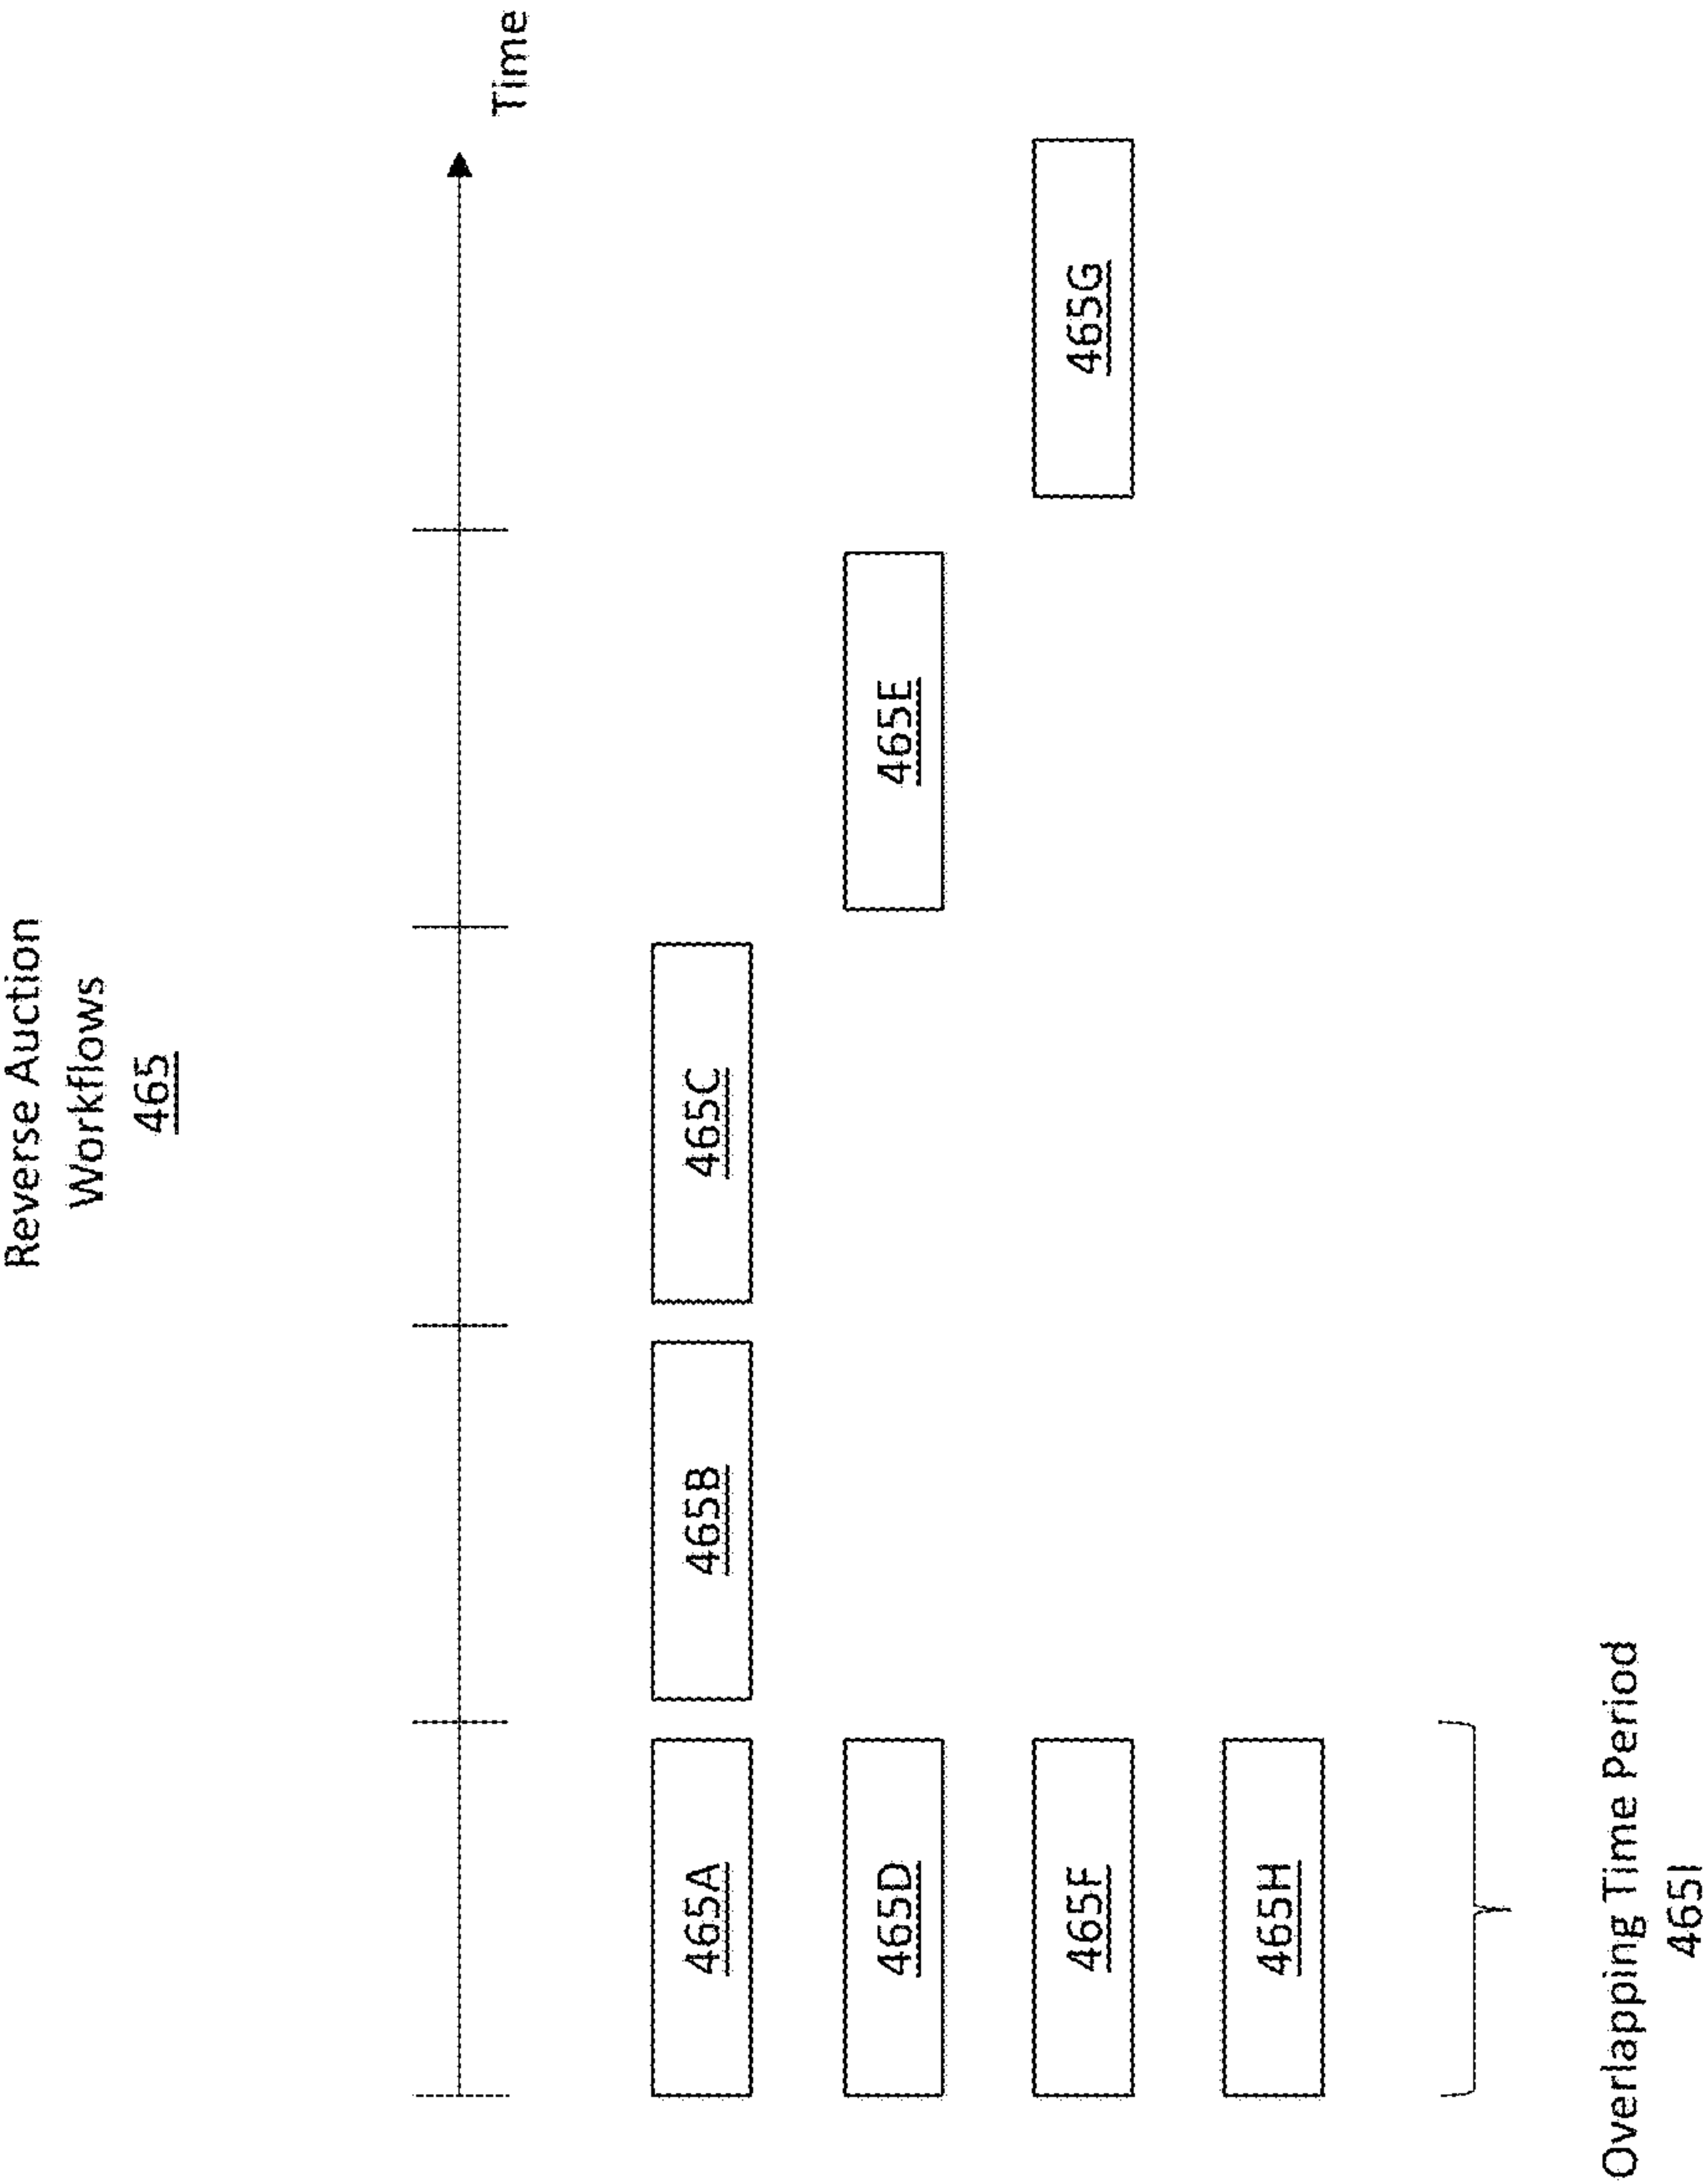 Reverse Auction
Workflows
465
Time
465A
465B
465C
465D
465E
465F
465G
465H
Overlapping Time Period
465I